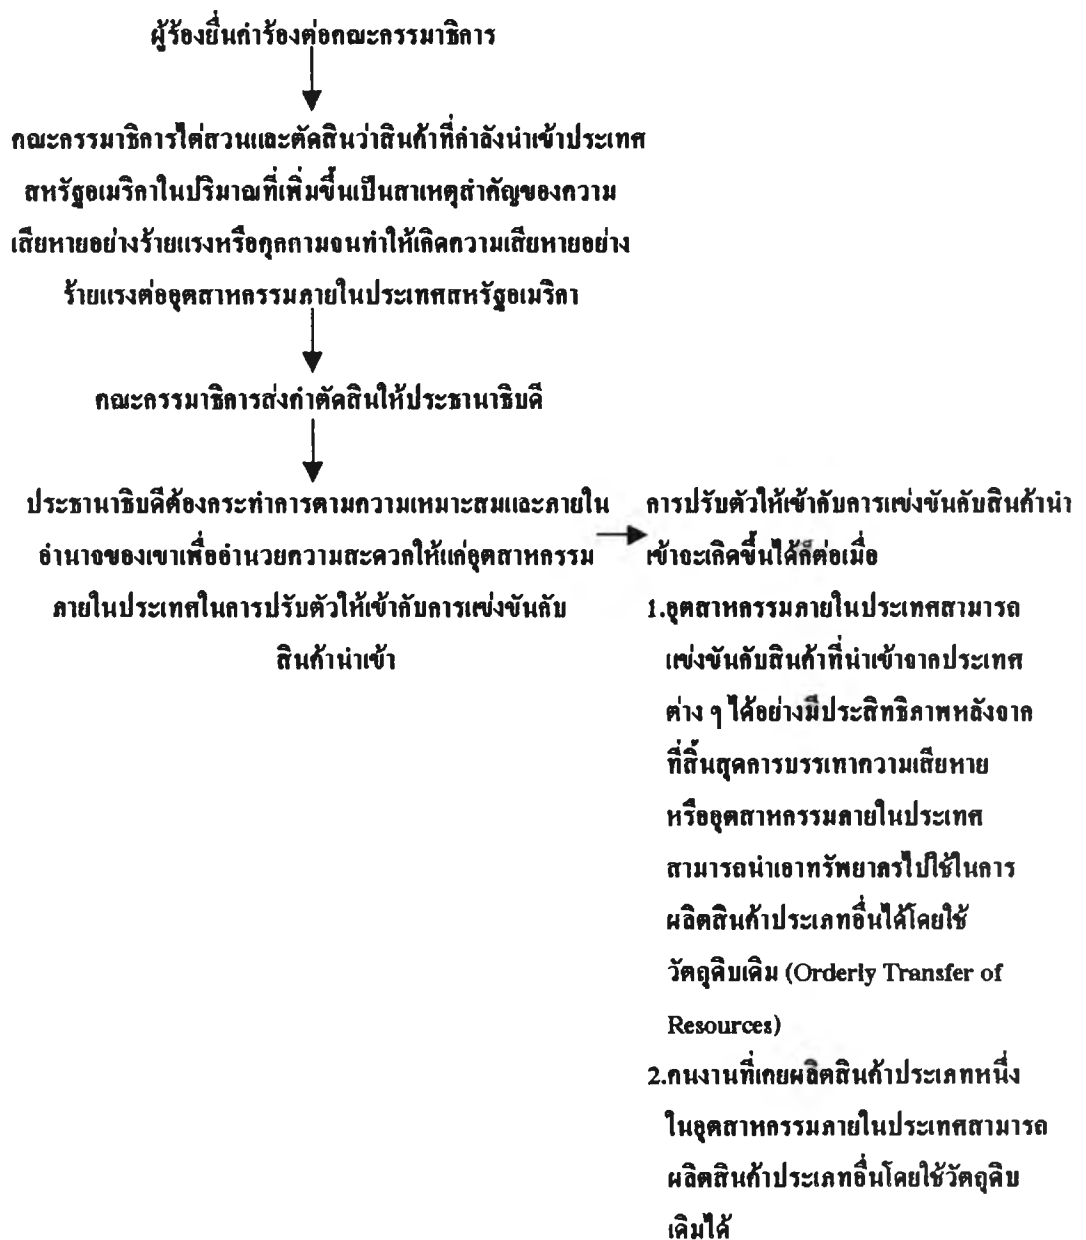 ผู้ร้องยื่นคำร้องต่อคณะกรรมาธิการ
คณะกรรมาธิการไต่สวนและตัดสินว่าสินค้าที่กำลังนำเข้าประเทศ
สหรัฐอเมริกาในปริมาณที่เพิ่มขึ้นเป็นสาเหตุสำคัญของความ
เสียหายอย่างร้ายแรงหรือคุกคามจนทำให้เกิดความเสียหายอย่าง
ร้ายแรงต่ออุตสาหกรรมภายในประเทศสหรัฐอเมริกา
คณะกรรมาธิการส่งคำตัดสินให้ประธานาธิบดี
ประธานาธิบดีต้องกระทำการตามความเหมาะสมและภายใน
อำนาจของเขาเพื่ออำนวยความสะดวกให้แก่อุตสาหกรรม
ภายในประเทศในการปรับตัวให้เข้ากับการแข่งขันกับ
สินค้านำเข้า
การปรับตัวให้เข้ากับการแข่งขันกับสินค้านำ
เข้าจะเกิดขึ้นได้ก็ต่อเมื่อ
1.อุตสาหกรรมภายในประเทศสามารถ
แข่งขันกับสินค้าที่นำเข้าจากประเทศ
ต่าง ๆ ได้อย่างมีประสิทธิภาพหลังจาก
ที่สิ้นสุดการบรรเทาความเสียหาย
หรืออุตสาหกรรมภายในประเทศ
สามารถนำเอาทรัพยากรไปใช้ในการ
ผลิตสินค้าประเภทอื่นได้โดยใช้
วัตถุดิบเดิม (Orderly Transfer of
Resources)
2.คนงานที่เคยผลิตสินค้าประเภทหนึ่ง
ในอุตสาหกรรมภายในประเทศสามารถ
ผลิตสินค้าประเภทอื่นโดยใช้วัตถุดิบ
เดิมได้